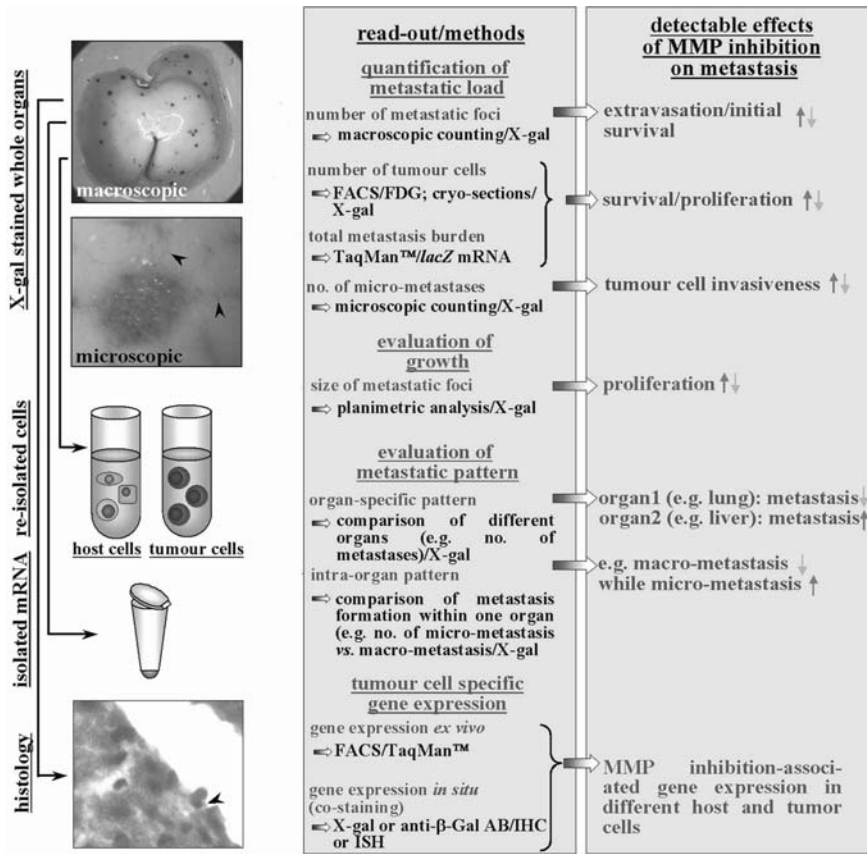 X-gal stained whole organs
macroscopic
microscopic
re-isolated cells
host cells
tumour cells
isolated mRNA
histology
read-out/methods
quantification of
metastatic load
number of metastatic foci
⇨ macroscopic counting/X-gal
number of tumour cells
⇨ FACS/FDG; cryo-sections/
X-gal
total metastasis burden
⇨ TaqMan™/lacZ mRNA
no. of micro-metastases
⇨ microscopic counting/X-gal
evaluation of
growth
size of metastatic foci
⇨ planimetric analysis/X-gal
evaluation of
metastatic pattern
organ-specific pattern
⇨ comparison of different
organs (e.g. no. of
metastases)/X-gal
intra-organ pattern
⇨ comparison of metastasis
formation within one organ
(e.g. no. of micro-metastasis
vs. macro-metastasis/X-gal
tumour cell specific
gene expression
gene expression ex vivo
⇨ FACS/TaqMan™
gene expression in situ
(co-staining)
⇨ X-gal or anti-β-Gal AB/IHC
or ISH
detectable effects
of MMP inhibition
on metastasis
extravasation/initial ↑↓
survival
survival/proliferation ↑↓
tumour cell invasiveness ↑↓
proliferation ↑↓
organ1 (e.g. lung): metastasis↓
organ2 (e.g. liver): metastasis↑
e.g. macro-metastasis ↓
while micro-metastasis ↑
MMP inhibition-associ-
ated gene expression in
different host and tumor
cells